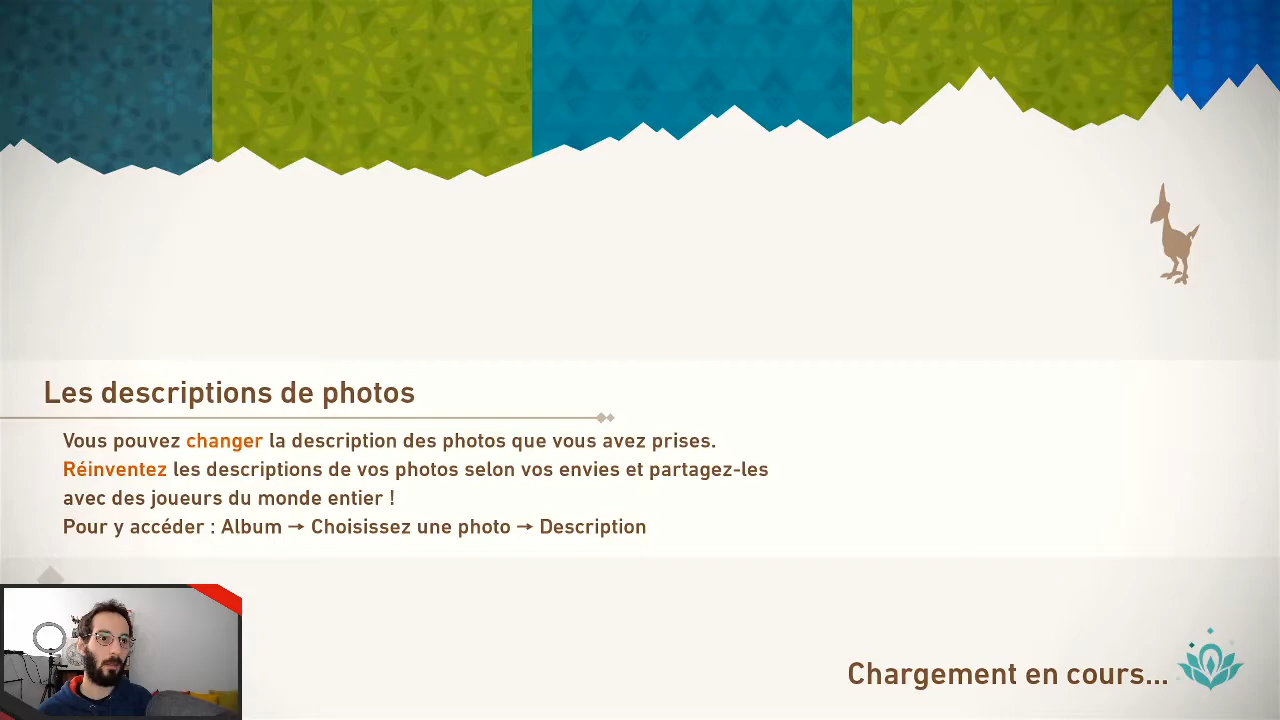 Les descriptions de photos
Vous pouvez changer la description des photos que vous avez prises.
Réinventez les descriptions de vos photos selon vos envies et partagez-les
avec des joueurs du monde entier !
Pour y accéder : Album → Choisissez une photo → Description
Chargement en cours...